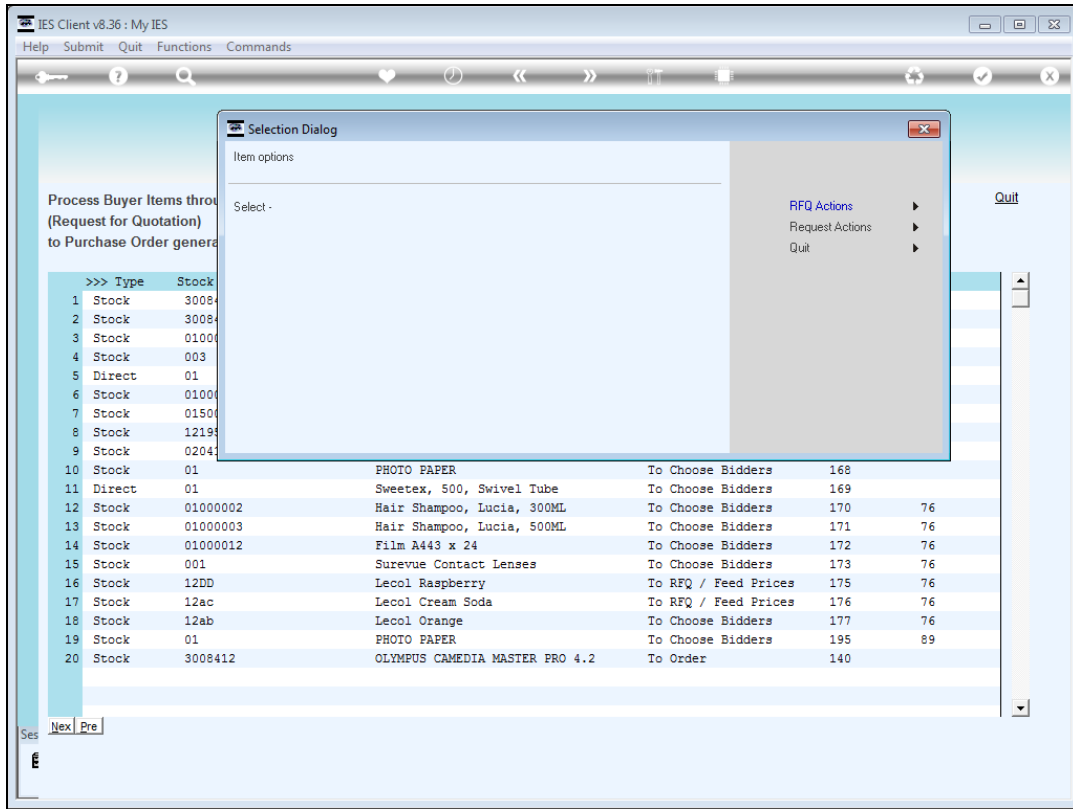 IES Client v8.36 : My IES
Help Submit Quit Functions Commands
Selection Dialog
Item options
Select -
RFQ Actions
Request Actions
Quit
Process Buyer Items
(Request for Quotation)
to Purchase Order
Quit
>>> Type Stock
1 Stock
2 Stock
3 Stock
4 Stock 003
5 Direct 01
6 Stock
7 Stock
8 Stock
9 Stock
10 Stock 01 PHOTO PAPER To Choose Bidders 168
11 Direct 01 Sweetex, 500, Swivel Tube To Choose Bidders 169
12 Stock 01000002 Hair Shampoo, Lucia, 300ML To Choose Bidders 170 76
13 Stock 01000003 Hair Shampoo, Lucia, 500ML To Choose Bidders 171 76
14 Stock 01000012 Film A443 x 24 To Choose Bidders 172 76
15 Stock 001 Surevue Contact Lenses To Choose Bidders 173 76
16 Stock 12DD Lecol Raspberry To RFQ / Feed Prices 175 76
17 Stock 12ac Lecol Cream Soda To RFQ / Feed Prices 176 76
18 Stock 12ab Lecol Orange To Choose Bidders 177 76
19 Stock 01 PHOTO PAPER To Choose Bidders 195 89
20 Stock 3008412 OLYMPUS CAMEDIA MASTER PRO 4.2 To Order 140
Nex Pre
Ses